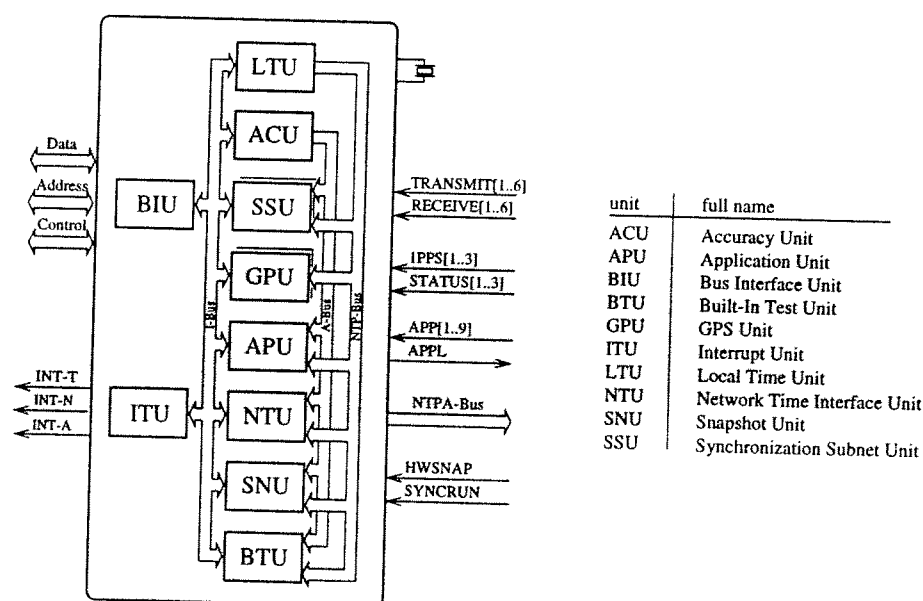 LTU
ACU
Data
Address
Control
BIU
SSU
TRANSMIT[1..6]
RECEIVE[1..6]
GPU
1PPS[1..3]
STATUS[1..3]
I-Bus
A-Bus
NTP-Bus
APU
APP[1..9]
APPL
INT-T
INT-N
INT-A
ITU
NTU
NTPA-Bus
SNU
HWSNAP
SYNCRUN
BTU
unit full name
ACU Accuracy Unit
APU Application Unit
BIU Bus Interface Unit
BTU Built-In Test Unit
GPU GPS Unit
ITU Interrupt Unit
LTU Local Time Unit
NTU Network Time Interface Unit
SNU Snapshot Unit
SSU Synchronization Subnet Unit